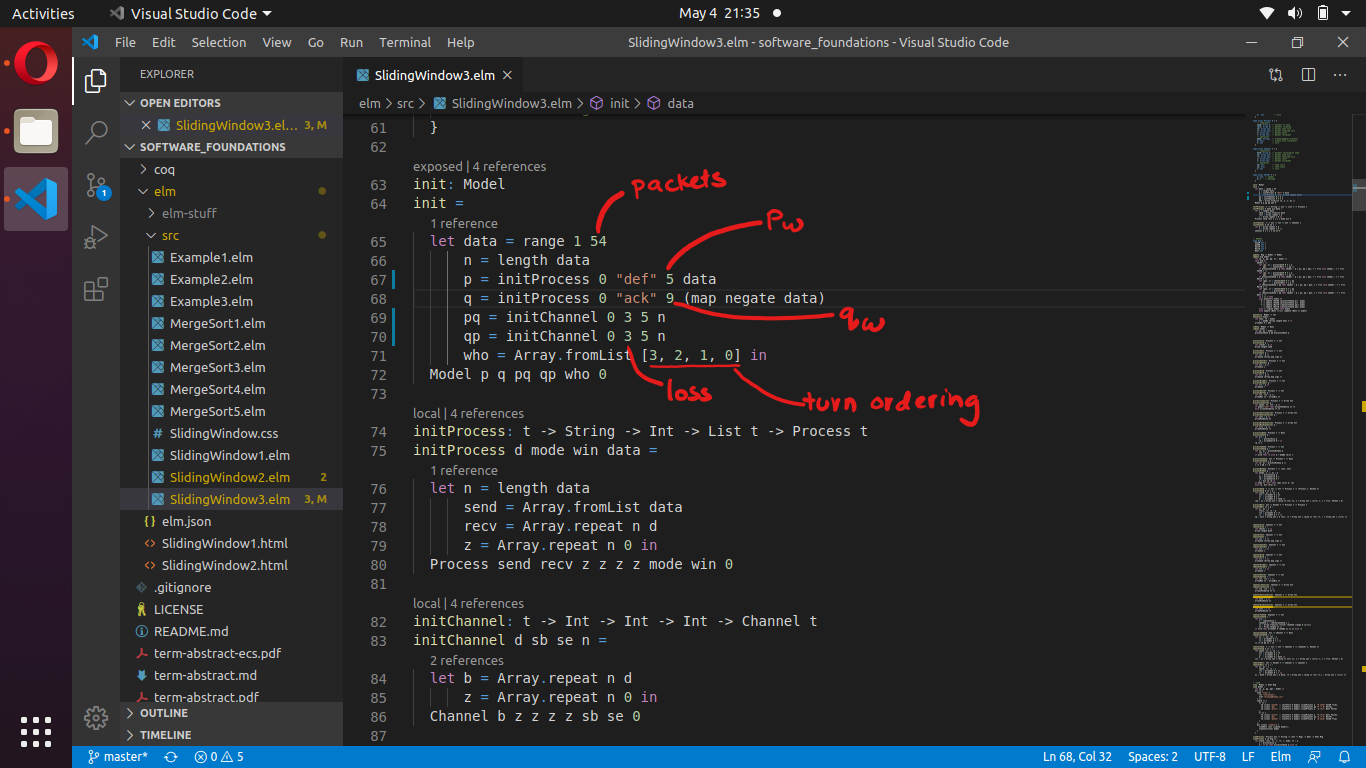 Activities
Visual Studio Code
May 4 21:35
File Edit Selection View Go Run Terminal Help
SlidingWindow3.elm - software_foundations - Visual Studio Code
EXPLORER
OPEN EDITORS
SlidingWindow3.el... 3, M
SOFTWARE_FOUNDATIONS
coq
elm
elm-stuff
src
Example1.elm
Example2.elm
Example3.elm
MergeSort1.elm
MergeSort2.elm
MergeSort3.elm
MergeSort4.elm
MergeSort5.elm
# SlidingWindow.css
SlidingWindow1.elm
SlidingWindow2.elm 2
SlidingWindow3.elm 3, M
{} elm.json
<> SlidingWindow1.html
<> SlidingWindow2.html
.gitignore
LICENSE
README.md
term-abstract-ecs.pdf
term-abstract.md
term-abstract.pdf
OUTLINE
TIMELINE
1
SlidingWindow3.elm
elm > src > SlidingWindow3.elm > init > data
61 }
62
exposed | 4 references
63 init: Model
64 init =
1 reference
65 let data = range 1 54
66 n = length data
67 p = initProcess 0 "def" 5 data
68 q = initProcess 0 "ack" 9 (map negate data)
69 pq = initChannel 0 3 5 n
70 qp = initChannel 0 3 5 n
71 who = Array.fromList [3, 2, 1, 0] in
72 Model p q pq qp who 0
73
packets
Pw
qw
loss
turn ordering
local | 4 references
74 initProcess: t -> String -> Int -> List t -> Process t
75 initProcess d mode win data =
1 reference
76 let n = length data
77 send = Array.fromList data
78 recv = Array.repeat n d
79 z = Array.repeat n 0 in
80 Process send recv z z z z mode win 0
81
local | 4 references
82 initChannel: t -> Int -> Int -> Int -> Channel t
83 initChannel d sb se n =
2 references
84 let b = Array.repeat n d
85 z = Array.repeat n 0 in
86 Channel b z z z z sb se 0
87
master* 0 5
Ln 68, Col 32 Spaces: 2 UTF-8 LF Elm